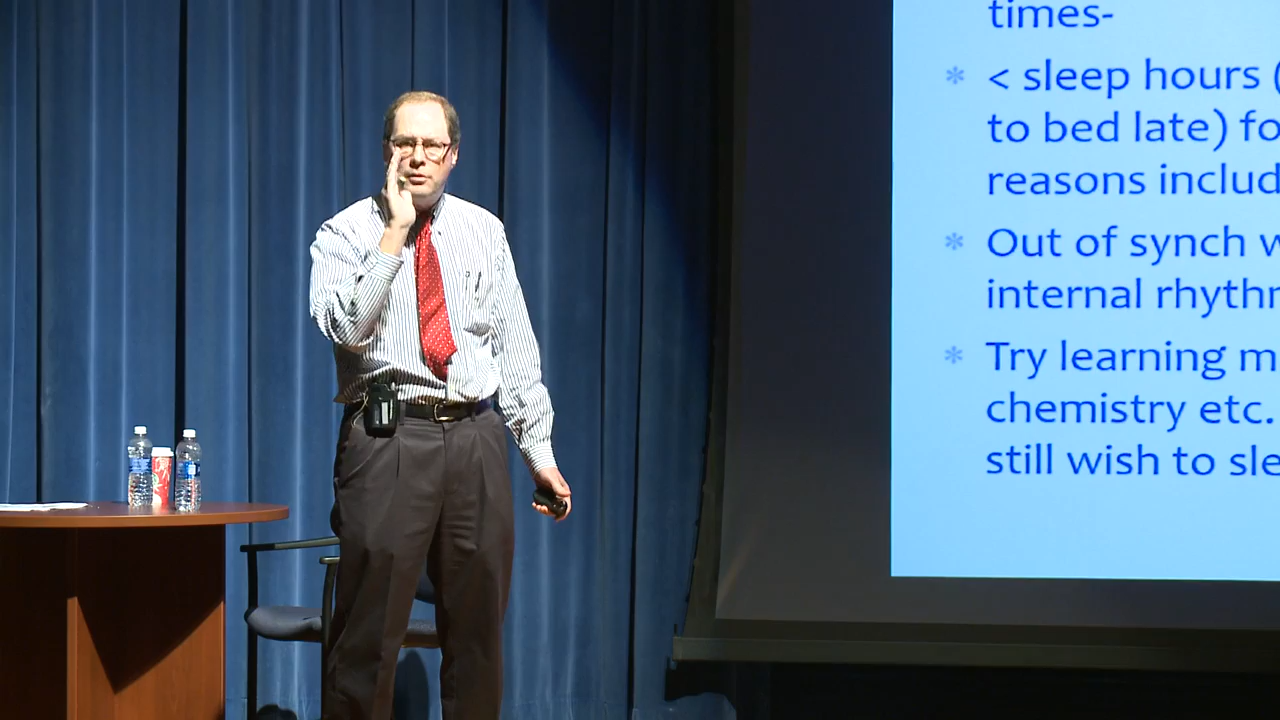 times-
* < sleep hours (
to bed late) fo
reasons includ
* Out of synch w
internal rhythm
* Try learning m
chemistry etc.
still wish to sle